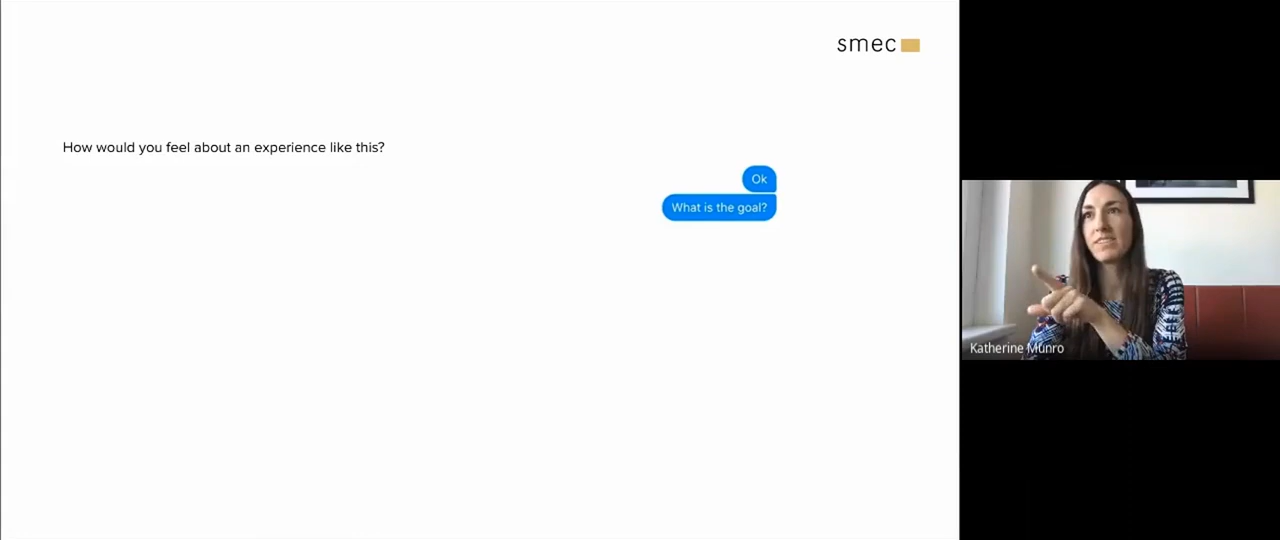 smec
How would you feel about an experience like this?
Ok
What is the goal?
Katherine Munro